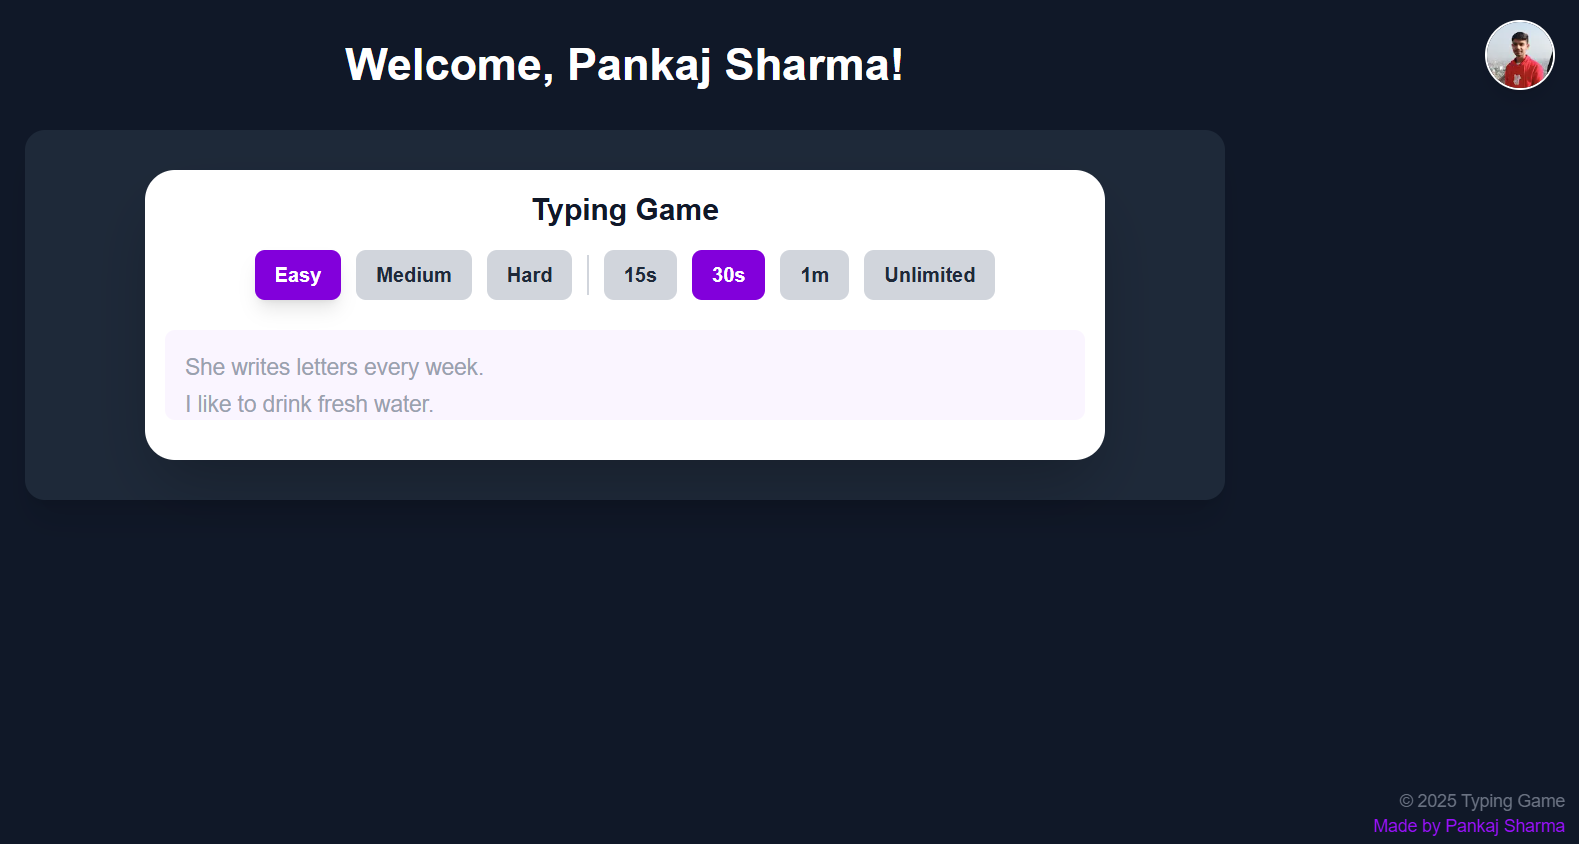 Welcome, Pankaj Sharma!
Typing Game
Easy Medium Hard 15s 30s 1m Unlimited
She writes letters every week.
I like to drink fresh water.
© 2025 Typing Game
Made by Pankaj Sharma